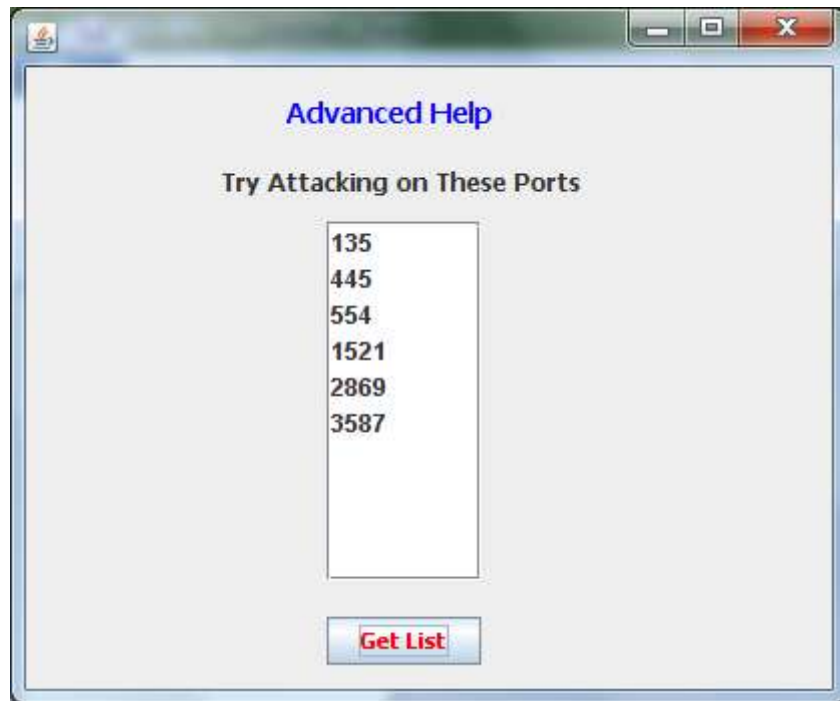 Advanced Help
Try Attacking on These Ports
135
445
554
1521
2869
3587
Get List